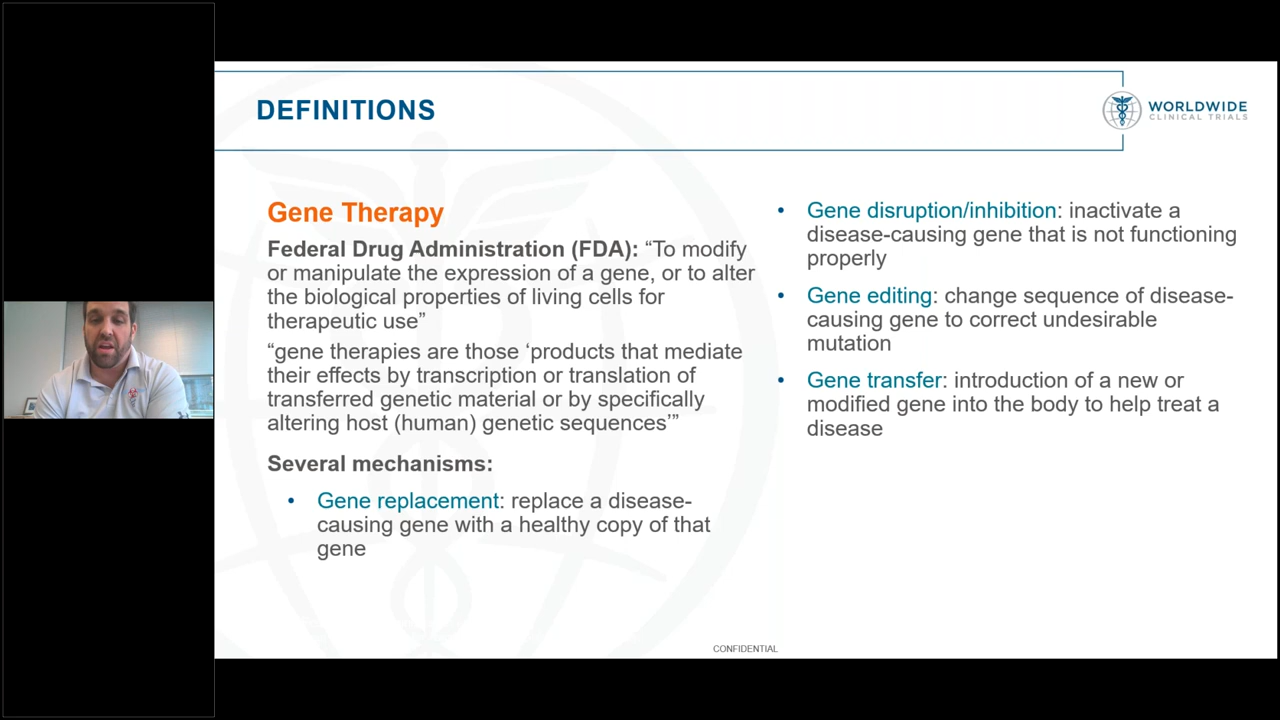 DEFINITIONS
WORLDWIDE
CLINICAL TRIALS
Gene Therapy
Federal Drug Administration (FDA): “To modify
or manipulate the expression of a gene, or to alter
the biological properties of living cells for
therapeutic use”
“gene therapies are those ‘products that mediate
their effects by transcription or translation of
transferred genetic material or by specifically
altering host (human) genetic sequences’”
Several mechanisms:
• Gene replacement: replace a disease-
causing gene with a healthy copy of that
gene
• Gene disruption/inhibition: inactivate a
disease-causing gene that is not functioning
properly
• Gene editing: change sequence of disease-
causing gene to correct undesirable
mutation
• Gene transfer: introduction of a new or
modified gene into the body to help treat a
disease
CONFIDENTIAL